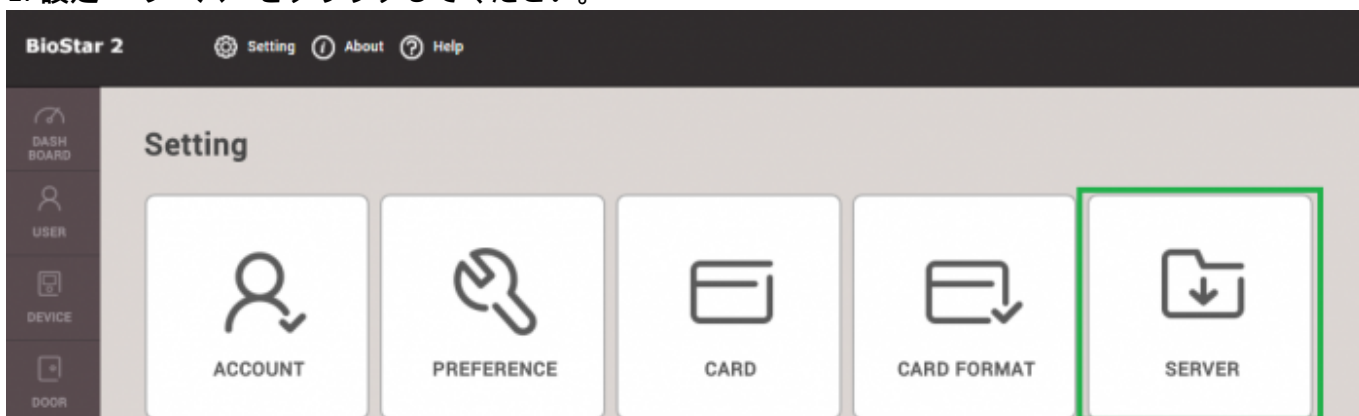 BioStar 2 Setting About Help
DASH
BOARD
USER
DEVICE
DOOR
Setting
ACCOUNT PREFERENCE CARD CARD FORMAT SERVER